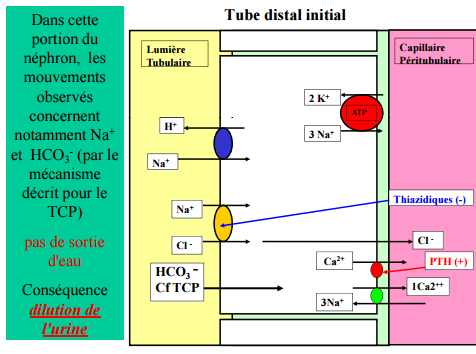 Tube distal initial
Dans cette
portion du
néphron, les
mouvements
observés
concernent
notamment Na⁺
et HCO₃⁻ (par le
mécanisme
décrit pour le
TCP)
pas de sortie
d'eau
Conséquence
dilution de
l'urine
Lumière
Tubulaire
Capillaire
Péritubulaire
2 K⁺
ATP
3 Na⁺
H⁺
Na⁺
Na⁺
Cl⁻
Thiazidiques (-)
Cl⁻
Ca²⁺
PTH (+)
HCO₃⁻
Cf TCP
1Ca²⁺⁺
3Na⁺